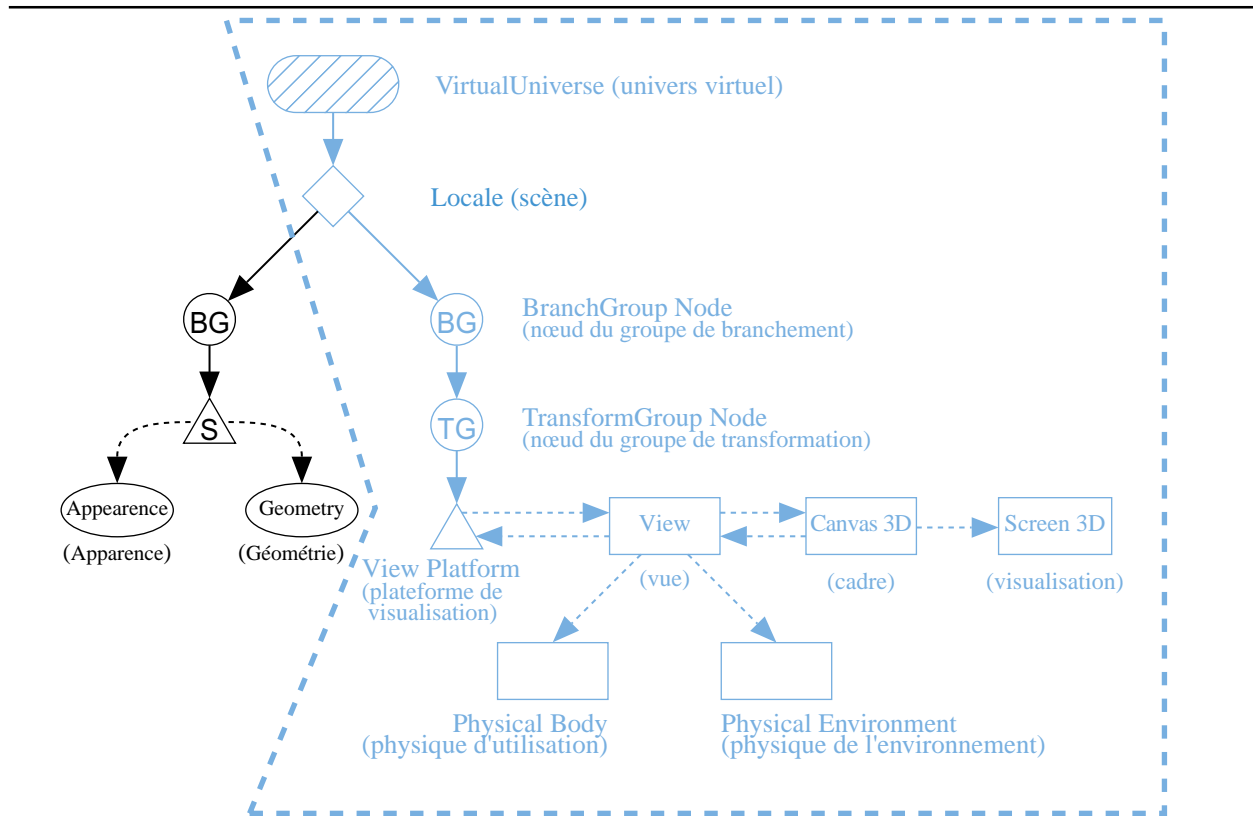 VirtualUniverse (univers virtuel)
Locale (scène)
BG
BG
BranchGroup Node
(nœud du groupe de branchement)
S
TG
TransformGroup Node
(nœud du groupe de transformation)
Appearence
Geometry
(Apparence)
(Géométrie)
View
Canvas 3D
Screen 3D
View Platform
(plateforme de
visualisation)
(vue)
(cadre)
(visualisation)
Physical Body
(physique d'utilisation)
Physical Environment
(physique de l'environnement)